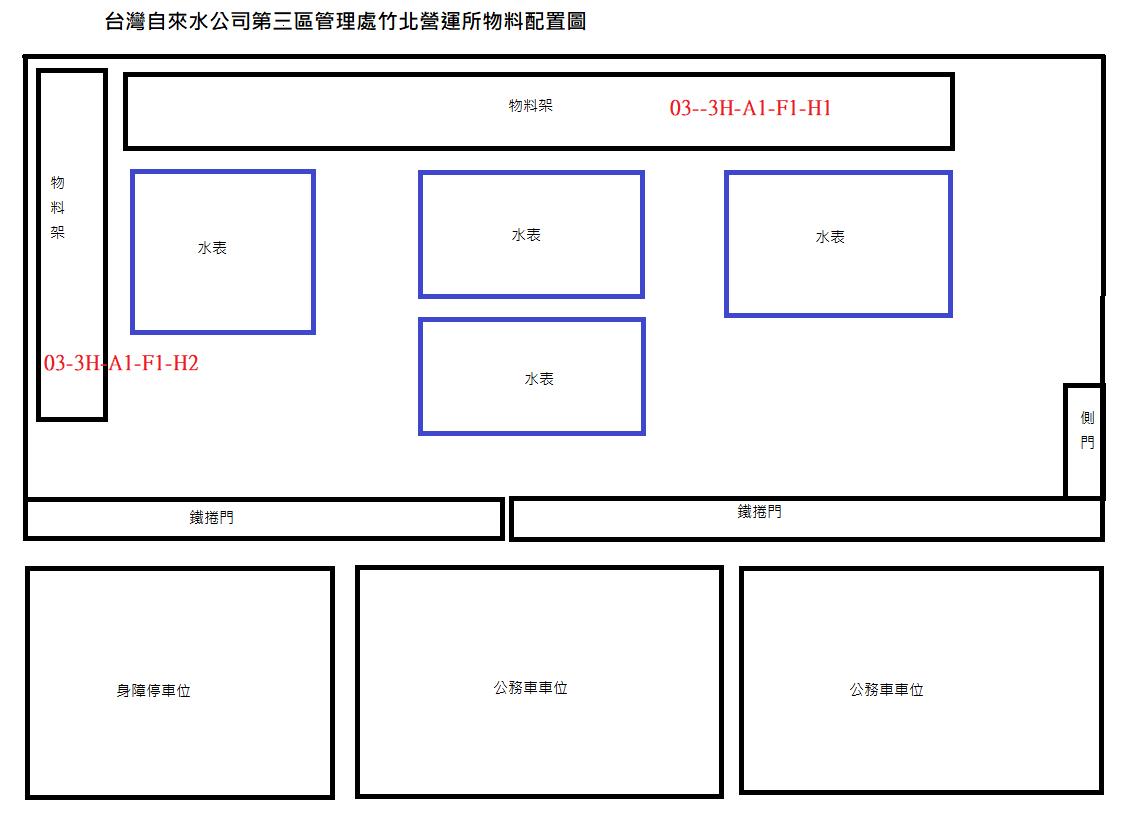 台灣自來水公司第三區管理處竹北營運所物料配置圖
物料架
03--3H-A1-F1-H1
物
料
架
水表
水表
水表
03-3H-A1-F1-H2
水表
側
門
鐵捲門
鐵捲門
身障停車位
公務車車位
公務車車位